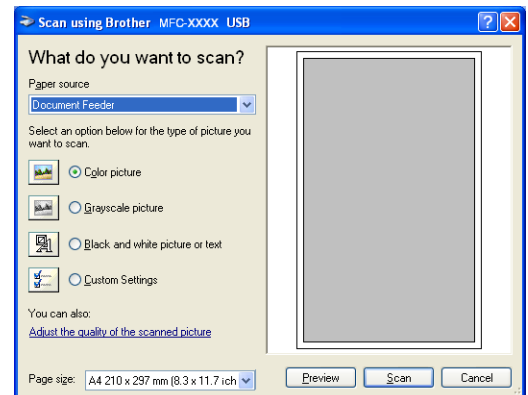 Scan using Brother MFC-XXXX USB
What do you want to scan?
Paper source
Document Feeder
Select an option below for the type of picture you
want to scan.
Color picture
Grayscale picture
Black and white picture or text
Custom Settings
You can also:
Adjust the quality of the scanned picture
Page size: A4 210 x 297 mm (8.3 x 11.7 ich
Preview Scan Cancel